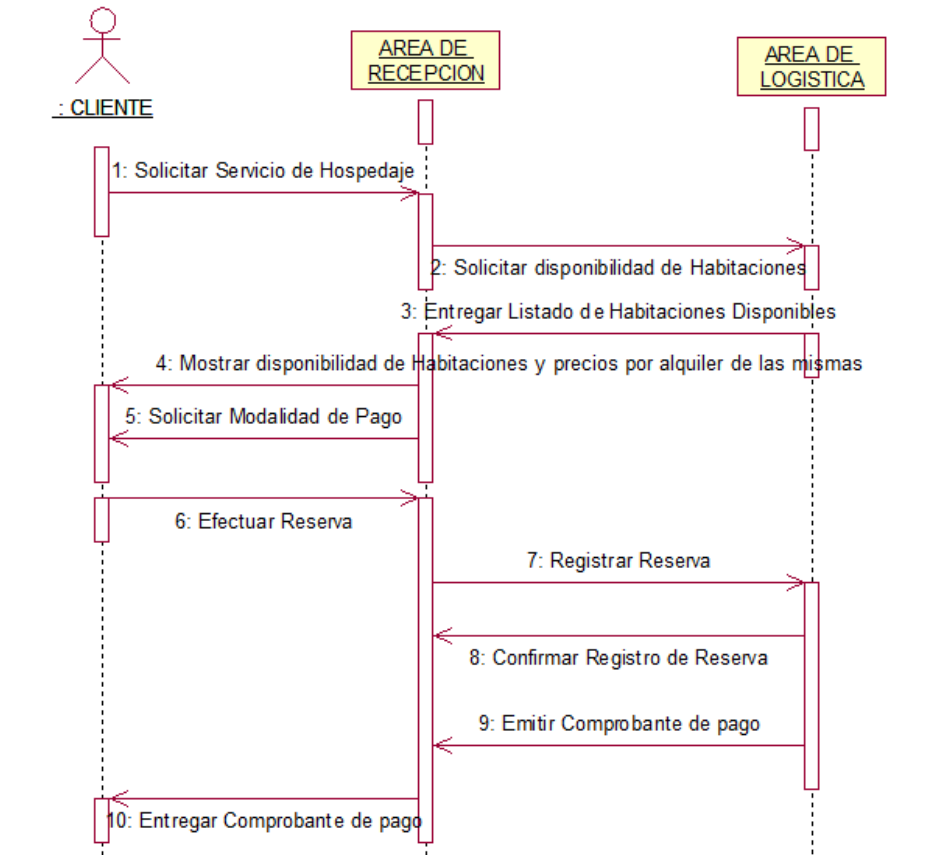 AREA DE
RECEPCION
AREA DE
LOGISTICA
: CLIENTE
1: Solicitar Servicio de Hospedaje
2: Solicitar disponibilidad de Habitaciones
3: Entregar Listado de Habitaciones Disponibles
4: Mostrar disponibilidad de Habitaciones y precios por alquiler de las mismas
5: Solicitar Modalidad de Pago
6: Efectuar Reserva
7: Registrar Reserva
8: Confirmar Registro de Reserva
9: Emitir Comprobante de pago
10: Entregar Comprobante de pago